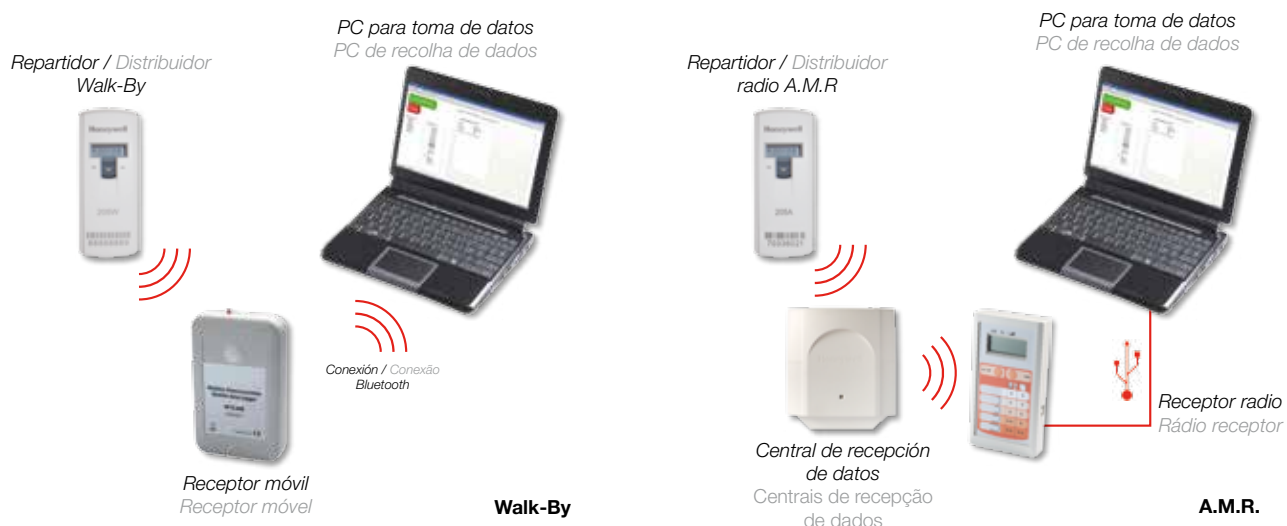 PC para toma de datos
PC de recolha de dados
Repartidor / Distribuidor
Walk-By
Honeywell
Conexión / Conexão
Bluetooth
Receptor móvil
Receptor móvel
Walk-By
PC para toma de datos
PC de recolha de dados
Repartidor / Distribuidor
radio A.M.R
Honeywell
Receptor radio
Rádio receptor
Central de recepción
de datos
Centrais de recepção
de dados
A.M.R.